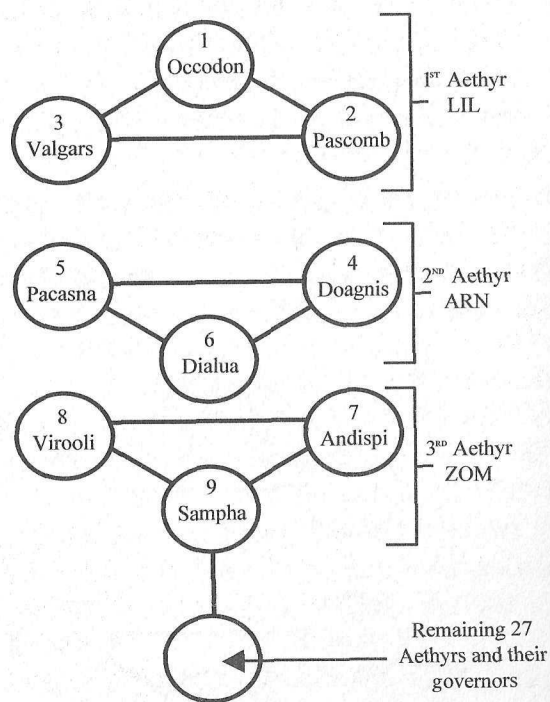 1
Occodon
3
Valgars
2
Pascomb
1ST Aethyr
LIL
5
Pacasna
4
Doagnis
6
Dialua
2ND Aethyr
ARN
8
Virooli
7
Andispi
9
Sampha
3RD Aethyr
ZOM
Remaining 27
Aethyrs and their
governors